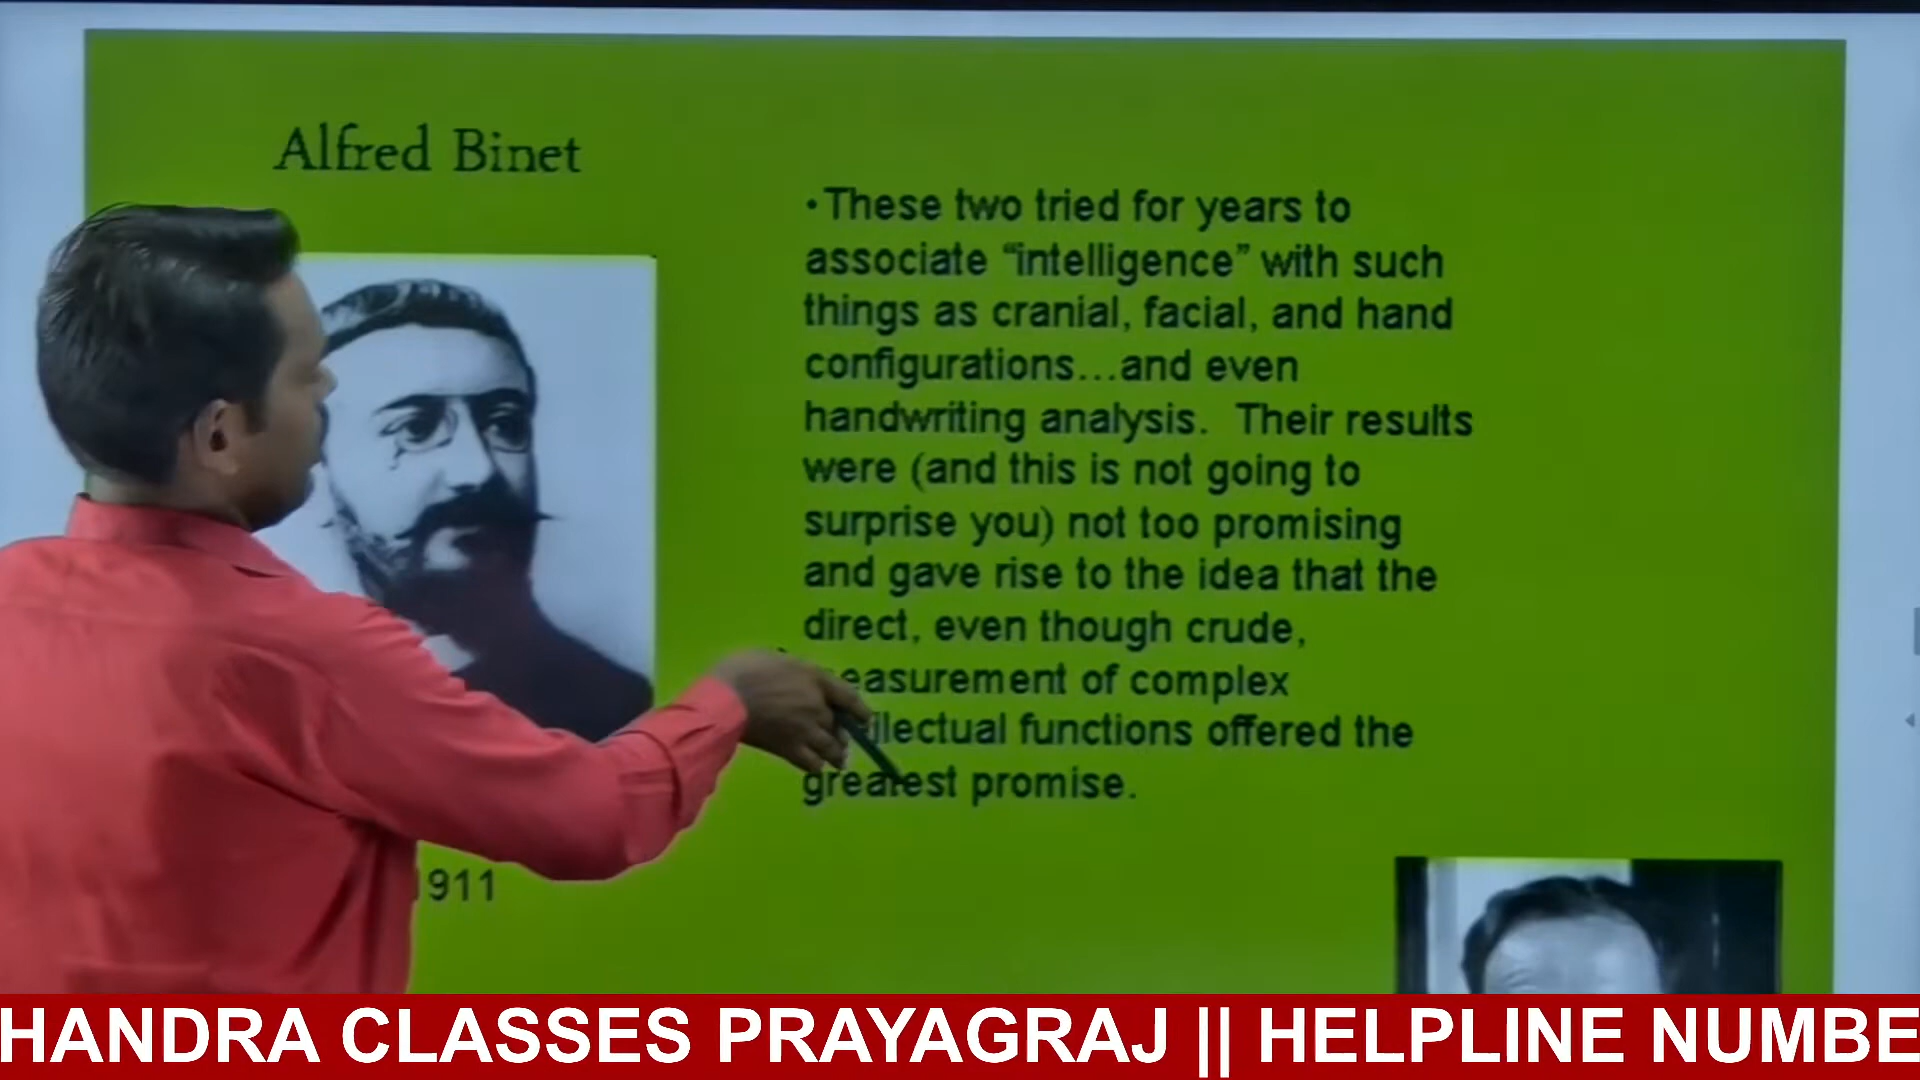 Alfred Binet
•These two tried for years to
associate “intelligence” with such
things as cranial, facial, and hand
configurations...and even
handwriting analysis. Their results
were (and this is not going to
surprise you) not too promising
and gave rise to the idea that the
direct, even though crude,
of complex
functions offered the
greatest promise.
1911
HANDRA CLASSES PRAYAGRAJ || HELPLINE NUMBE